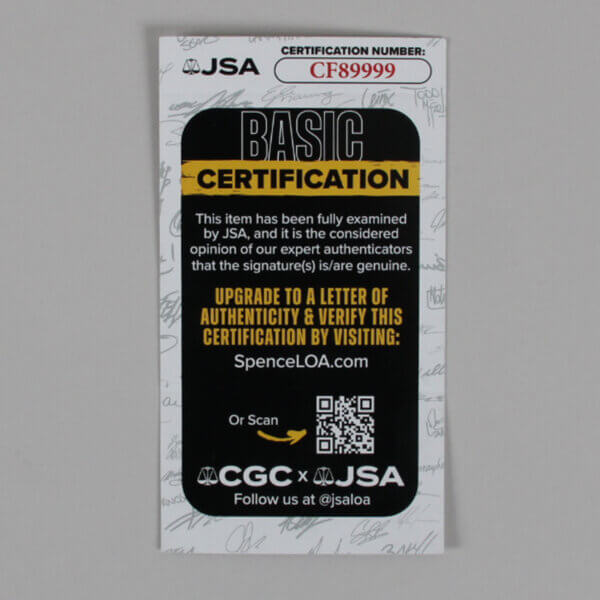 CERTIFICATION NUMBER:
JSA
CF89999
BASIC
CERTIFICATION
This item has been fully examined
by JSA, and it is the considered
opinion of our expert authenticators
that the signature(s) is/are genuine.
UPGRADE TO A LETTER OF
AUTHENTICITY & VERIFY THIS
CERTIFICATION BY VISITING:
SpenceLOA.com
Or Scan
CGC x JSA
Follow us at @jsaloa